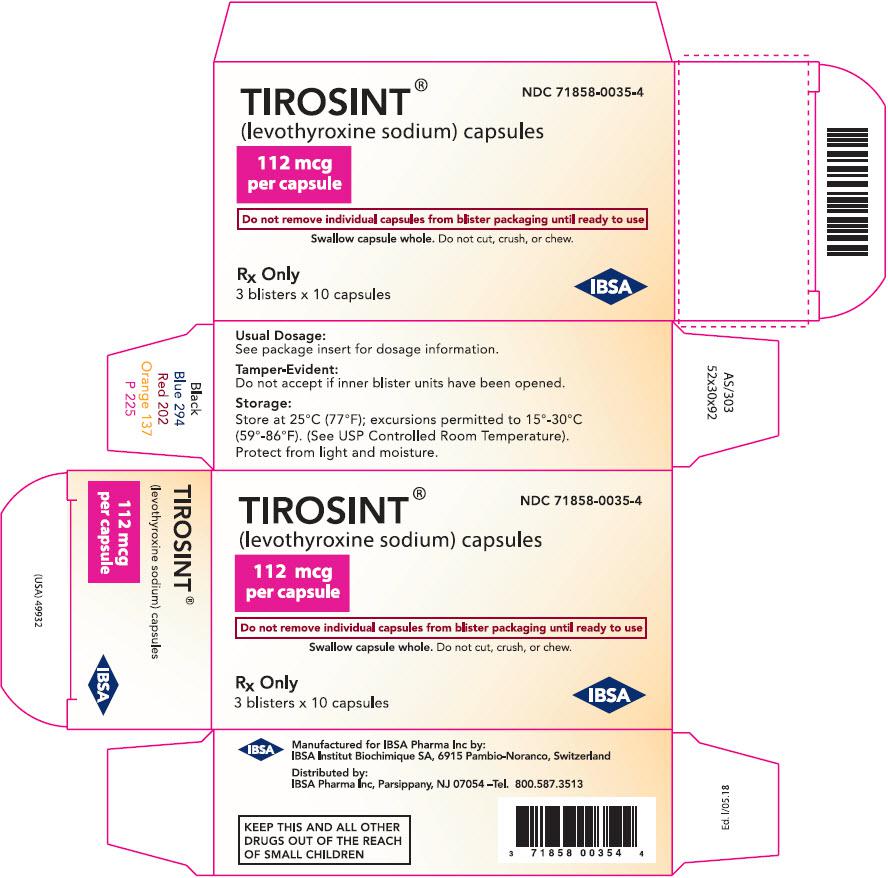 TIROSINT®
NDC 71858-0035-4
(levothyroxine sodium) capsules
112 mcg
per capsule
Do not remove individual capsules from blister packaging until ready to use
Swallow capsule whole. Do not cut, crush, or chew.
Rx Only
3 blisters x 10 capsules
IBSA
Black
Blue 294
Red 202
Orange 137
P 225
Usual Dosage:
See package insert for dosage information.
Tamper-Evident:
Do not accept if inner blister units have been opened.
Storage:
Store at 25°C (77°F); excursions permitted to 15°-30°C
(59°-86°F). (See USP Controlled Room Temperature).
Protect from light and moisture.
AS/303
52x30x92
(USA) 49932
TIROSINT®
(levothyroxine sodium) capsules
112 mcg
per capsule
IBSA
TIROSINT®
NDC 71858-0035-4
(levothyroxine sodium) capsules
112 mcg
per capsule
Do not remove individual capsules from blister packaging until ready to use
Swallow capsule whole. Do not cut, crush, or chew.
Rx Only
3 blisters x 10 capsules
IBSA
IBSA
Manufactured for IBSA Pharma Inc by:
IBSA Institut Biochimique SA, 6915 Pambio-Noranco, Switzerland
Distributed by:
IBSA Pharma Inc, Parsippany, NJ 07054 –Tel. 800.587.3513
KEEP THIS AND ALL OTHER
DRUGS OUT OF THE REACH
OF SMALL CHILDREN
3 71858 00354 4
Ed.I/05.18